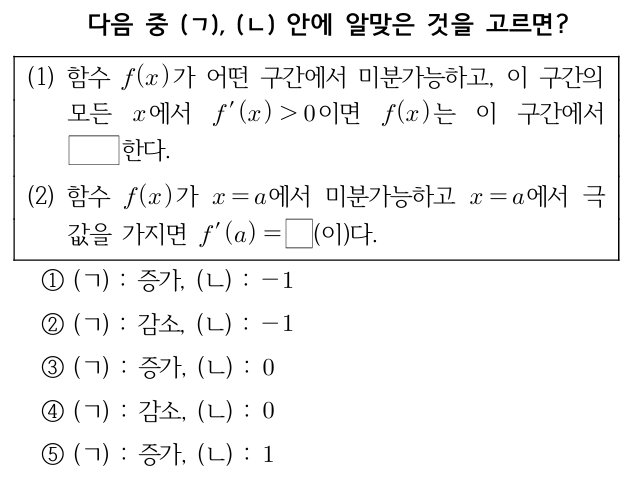 다음 중 (ㄱ), (ㄴ) 안에 알맞은 것을 고르면?
(1) 함수 f(x)가 어떤 구간에서 미분가능하고, 이 구간의
모든 x에서 f′(x) > 0이면 f(x)는 이 구간에서
□한다.
(2) 함수 f(x)가 x=a에서 미분가능하고 x=a에서 극
값을 가지면 f′(a) = □(이)다.
① (ㄱ) : 증가, (ㄴ) : −1
② (ㄱ) : 감소, (ㄴ) : −1
③ (ㄱ) : 증가, (ㄴ) : 0
④ (ㄱ) : 감소, (ㄴ) : 0
⑤ (ㄱ) : 증가, (ㄴ) : 1